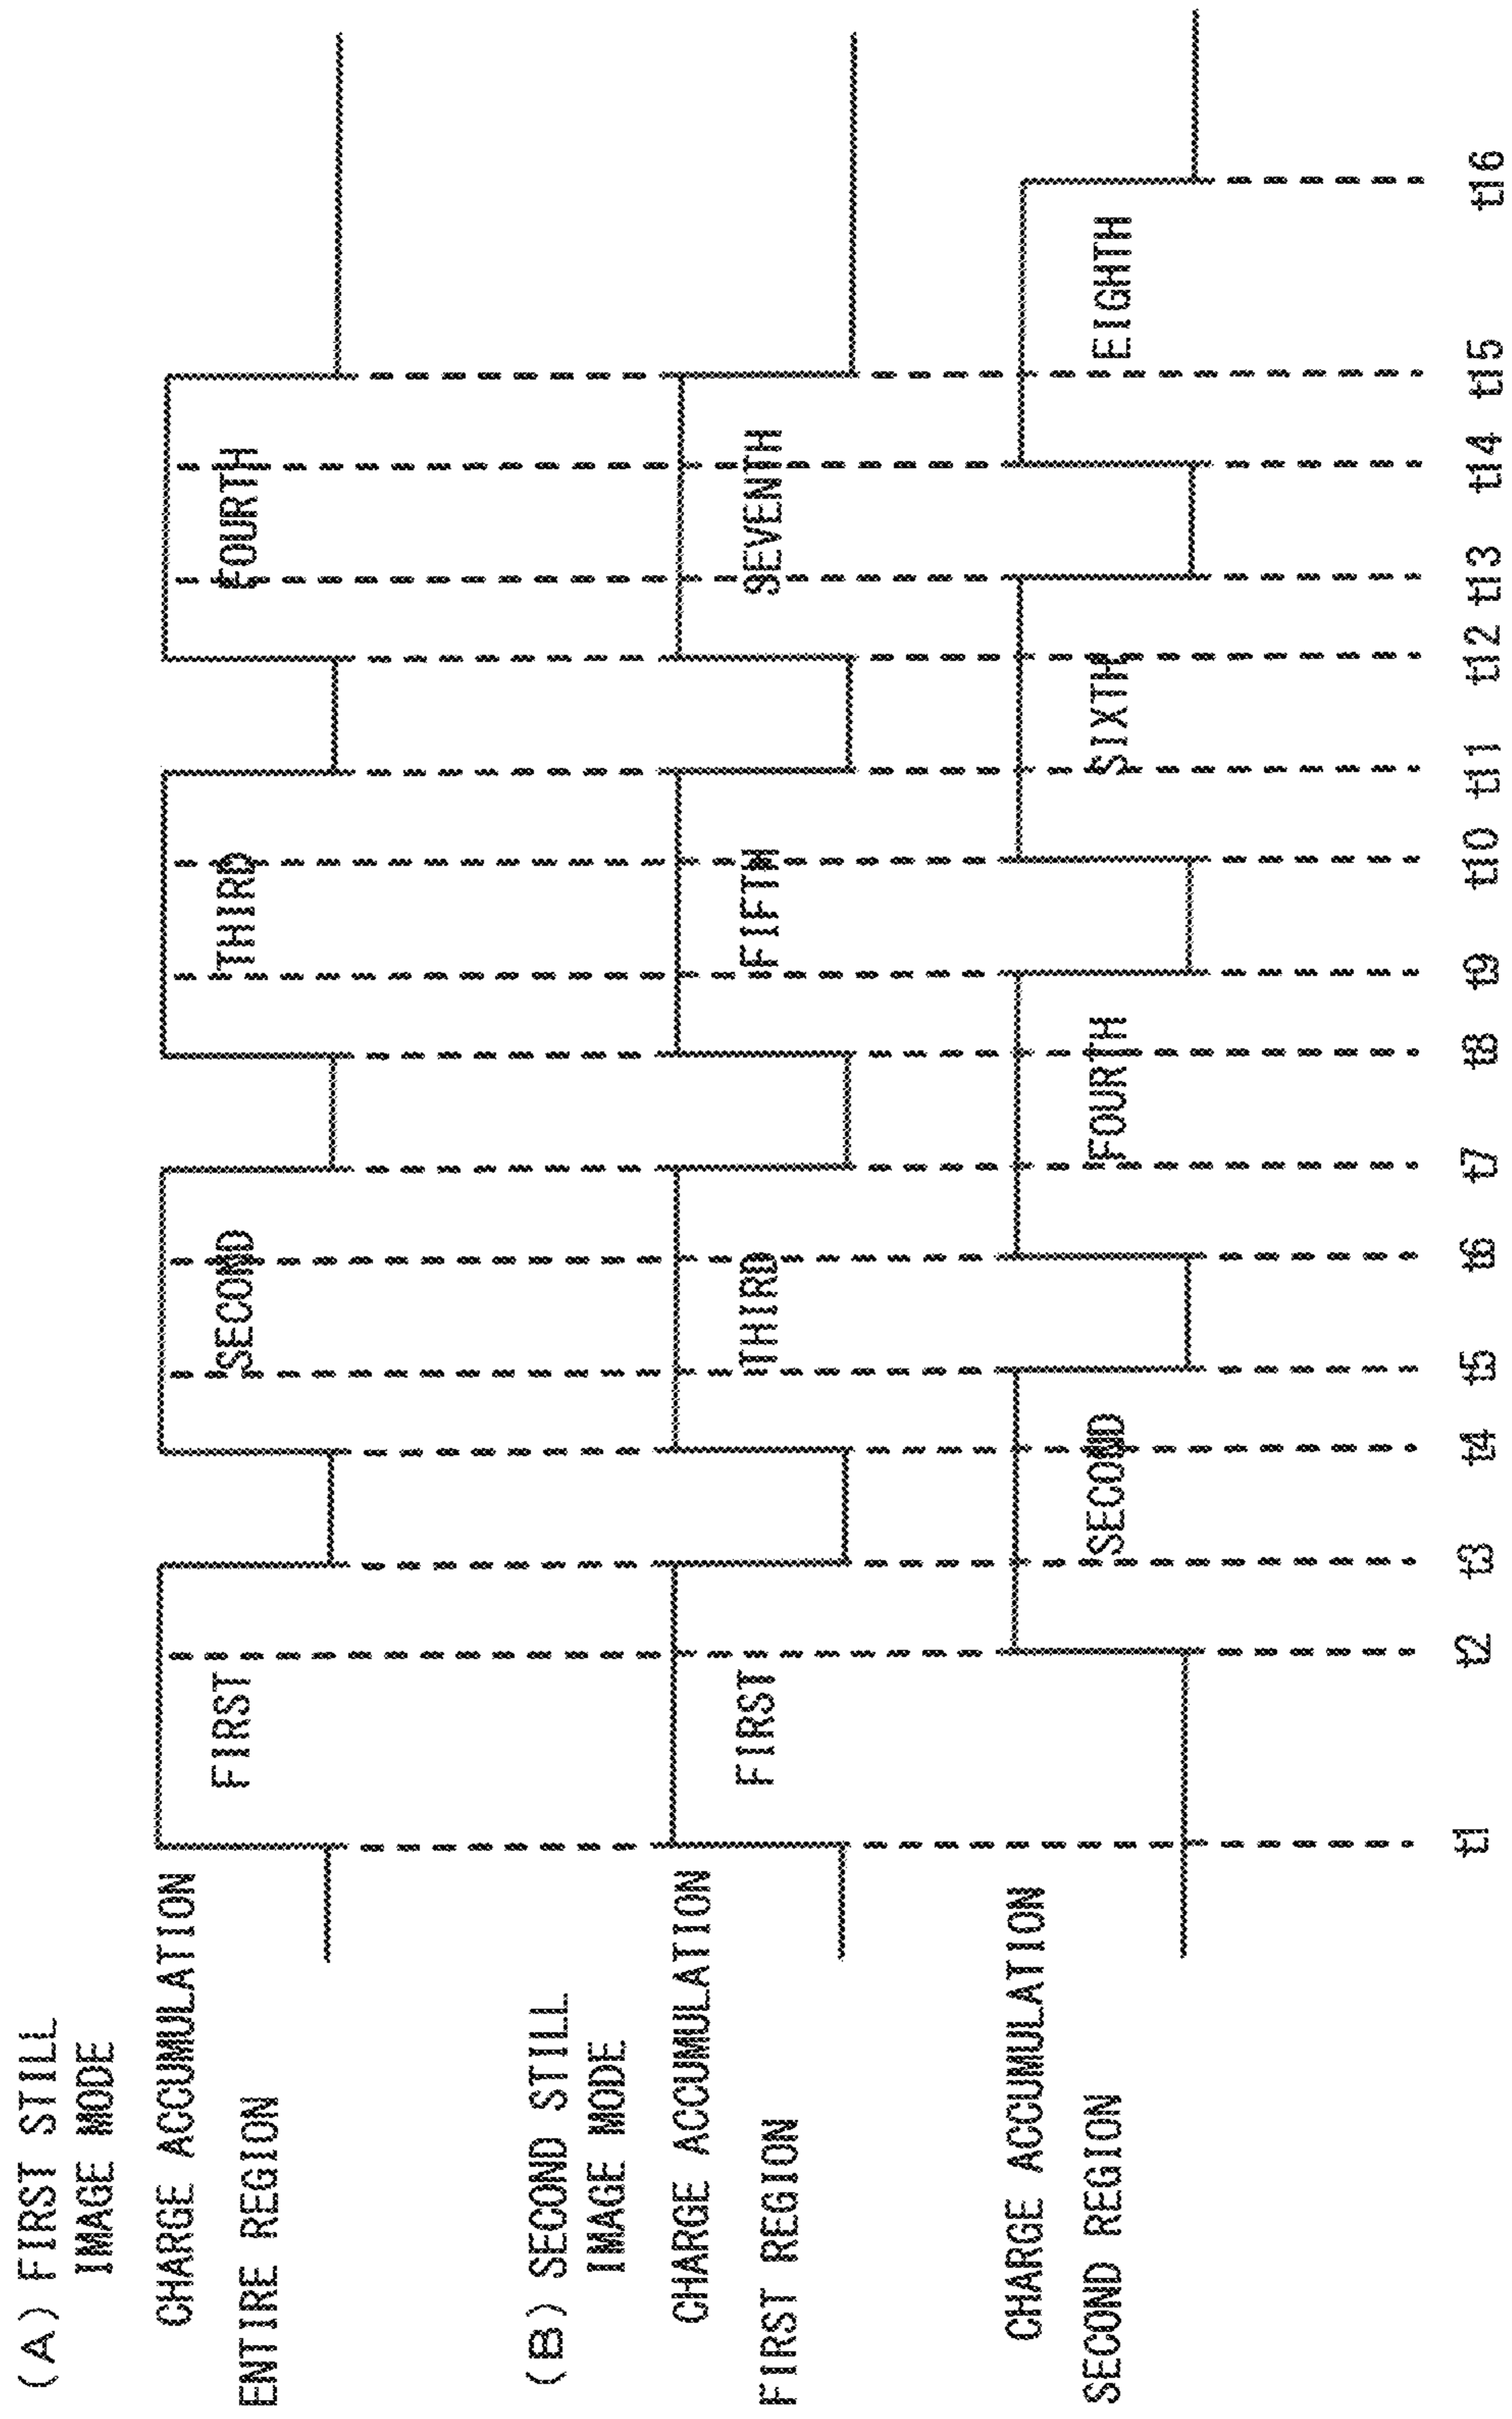 (A) FIRST STILL
IMAGE MODE
CHARGE ACCUMULATION
ENTIRE REGION
FIRST
SECOND
THIRD
FOURTH
(B) SECOND STILL
IMAGE MODE
CHARGE ACCUMULATION
FIRST REGION
FIRST
THIRD
FIFTH
SEVENTH
CHARGE ACCUMULATION
SECOND REGION
SECOND
FOURTH
SIXTH
EIGHTH
t1 t2 t3 t4 t5 t6 t7 t8 t9 t10 t11 t12 t13 t14 t15 t16